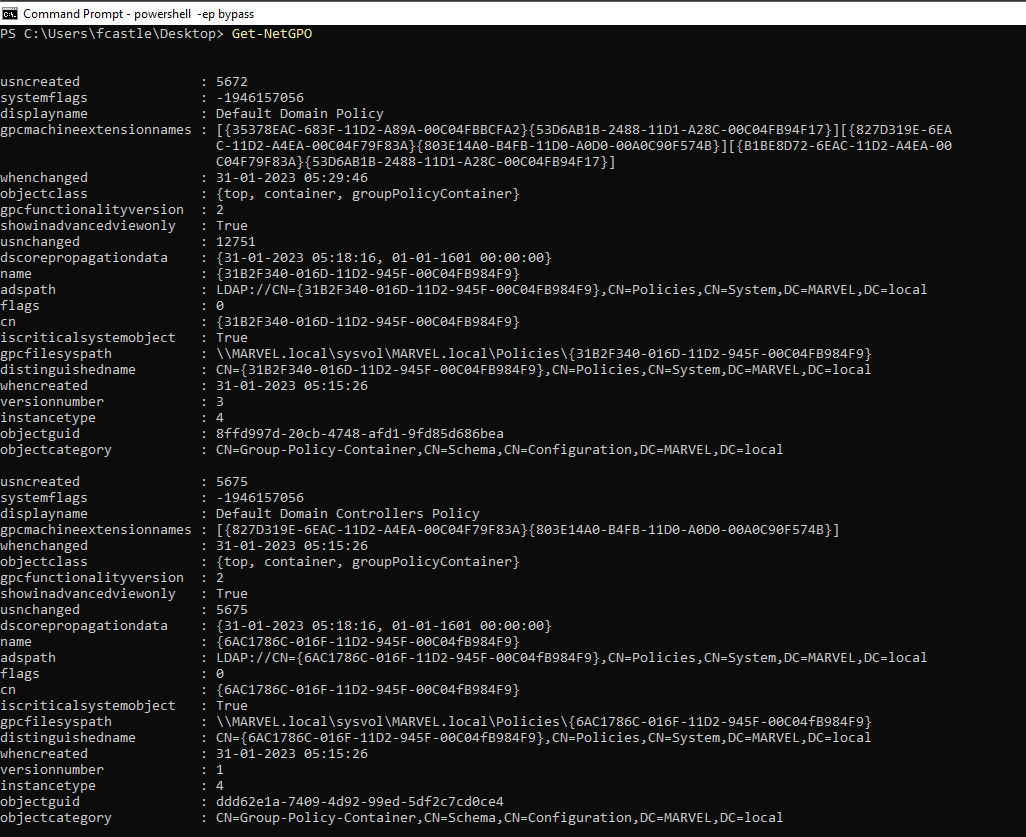 Command Prompt - powershell -ep bypass
PS C:\Users\fcastle\Desktop> Get-NetGPO
usncreated : 5672
systemflags : -1946157056
displayname : Default Domain Policy
gpcmachineextensionnames : [{35378EAC-683F-11D2-A89A-00C04FBBCFA2}{53D6AB1B-2488-11D1-A28C-00C04FB94F17}][{827D319E-6EA
C-11D2-A4EA-00C04F79F83A}{803E14A0-B4FB-11D0-A0D0-00A0C90F574B}][{B1BE8D72-6EAC-11D2-A4EA-00
C04F79F83A}{53D6AB1B-2488-11D1-A28C-00C04FB94F17}]
whenchanged : 31-01-2023 05:29:46
objectclass : {top, container, groupPolicyContainer}
gpcfunctionalityversion : 2
showinadvancedviewonly : True
usnchanged : 12751
dscorepropagationdata : {31-01-2023 05:18:16, 01-01-1601 00:00:00}
name : {31B2F340-016D-11D2-945F-00C04FB984F9}
adspath : LDAP://CN={31B2F340-016D-11D2-945F-00C04FB984F9},CN=Policies,CN=System,DC=MARVEL,DC=local
flags : 0
cn : {31B2F340-016D-11D2-945F-00C04FB984F9}
iscriticalsystemobject : True
gpcfilesyspath : \\MARVEL.local\sysvol\MARVEL.local\Policies\{31B2F340-016D-11D2-945F-00C04FB984F9}
distinguishedname : CN={31B2F340-016D-11D2-945F-00C04FB984F9},CN=Policies,CN=System,DC=MARVEL,DC=local
whencreated : 31-01-2023 05:15:26
versionnumber : 3
instancetype : 4
objectguid : 8ffd997d-20cb-4748-afd1-9fd85d686bea
objectcategory : CN=Group-Policy-Container,CN=Schema,CN=Configuration,DC=MARVEL,DC=local
usncreated : 5675
systemflags : -1946157056
displayname : Default Domain Controllers Policy
gpcmachineextensionnames : [{827D319E-6EAC-11D2-A4EA-00C04F79F83A}{803E14A0-B4FB-11D0-A0D0-00A0C90F574B}]
whenchanged : 31-01-2023 05:15:26
objectclass : {top, container, groupPolicyContainer}
gpcfunctionalityversion : 2
showinadvancedviewonly : True
usnchanged : 5675
dscorepropagationdata : {31-01-2023 05:18:16, 01-01-1601 00:00:00}
name : {6AC1786C-016F-11D2-945F-00C04fB984F9}
adspath : LDAP://CN={6AC1786C-016F-11D2-945F-00C04fB984F9},CN=Policies,CN=System,DC=MARVEL,DC=local
flags : 0
cn : {6AC1786C-016F-11D2-945F-00C04fB984F9}
iscriticalsystemobject : True
gpcfilesyspath : \\MARVEL.local\sysvol\MARVEL.local\Policies\{6AC1786C-016F-11D2-945F-00C04fB984F9}
distinguishedname : CN={6AC1786C-016F-11D2-945F-00C04fB984F9},CN=Policies,CN=System,DC=MARVEL,DC=local
whencreated : 31-01-2023 05:15:26
versionnumber : 1
instancetype : 4
objectguid : ddd62e1a-7409-4d92-99ed-5df2c7cd0ce4
objectcategory : CN=Group-Policy-Container,CN=Schema,CN=Configuration,DC=MARVEL,DC=local